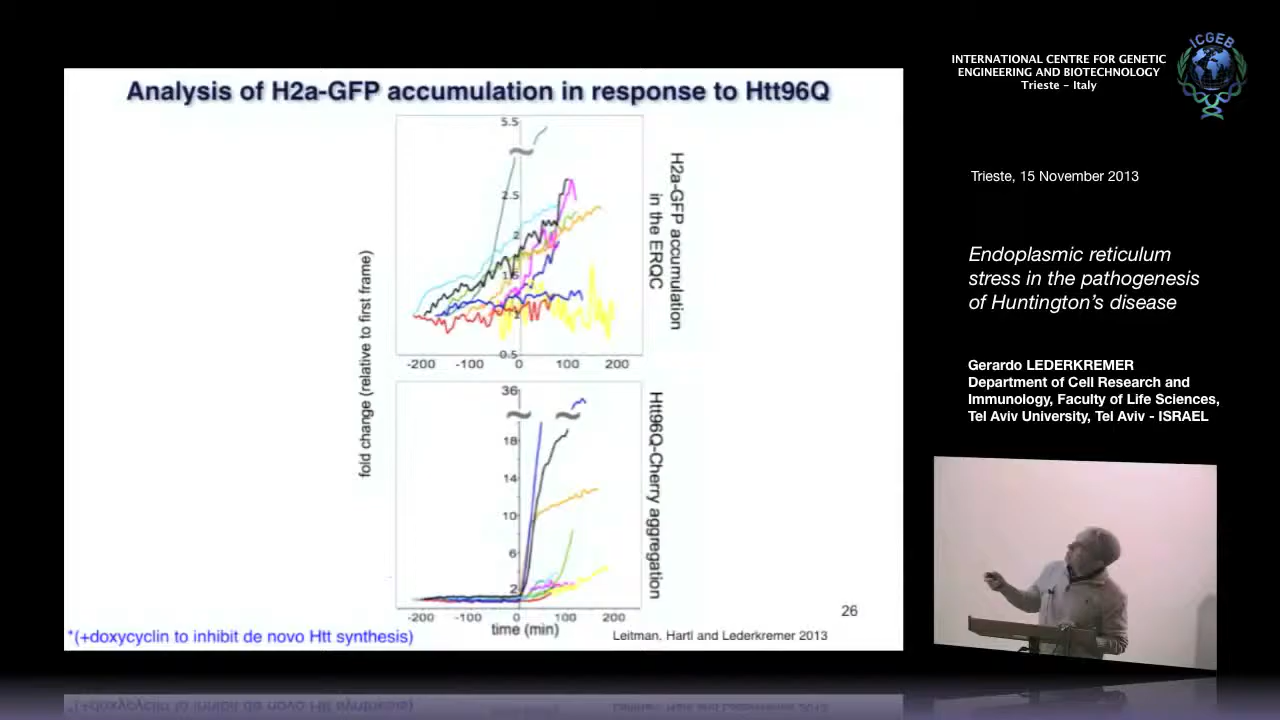 Analysis of H2a-GFP accumulation in response to Htt96Q
5.5
2.5
2
1.5
1
0.5
-200 -100 0 100 200
H2a-GFP accumulation
in the ERQC
fold change (relative to first frame)
36
18
14
10
6
2
-200 -100 0 100 200
time (min)
Htt96Q-Cherry aggregation
26
*(+doxycyclin to inhibit de novo Htt synthesis)
Leitman, Hartl and Lederkremer 2013
INTERNATIONAL CENTRE FOR GENETIC
ENGINEERING AND BIOTECHNOLOGY
Trieste - Italy
ICGEB
Trieste, 15 November 2013
Endoplasmic reticulum
stress in the pathogenesis
of Huntington's disease
Gerardo LEDERKREMER
Department of Cell Research and
Immunology, Faculty of Life Sciences,
Tel Aviv University, Tel Aviv - ISRAEL